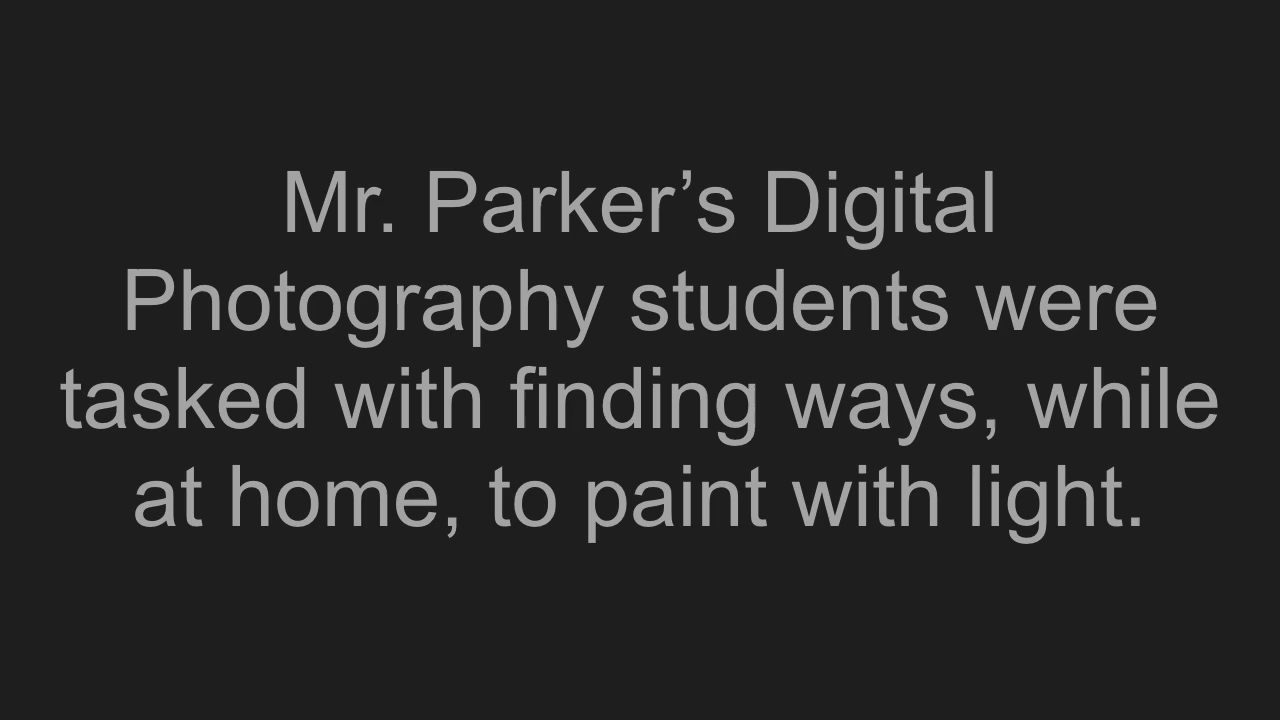 Mr. Parker’s Digital
Photography students were
tasked with finding ways, while
at home, to paint with light.